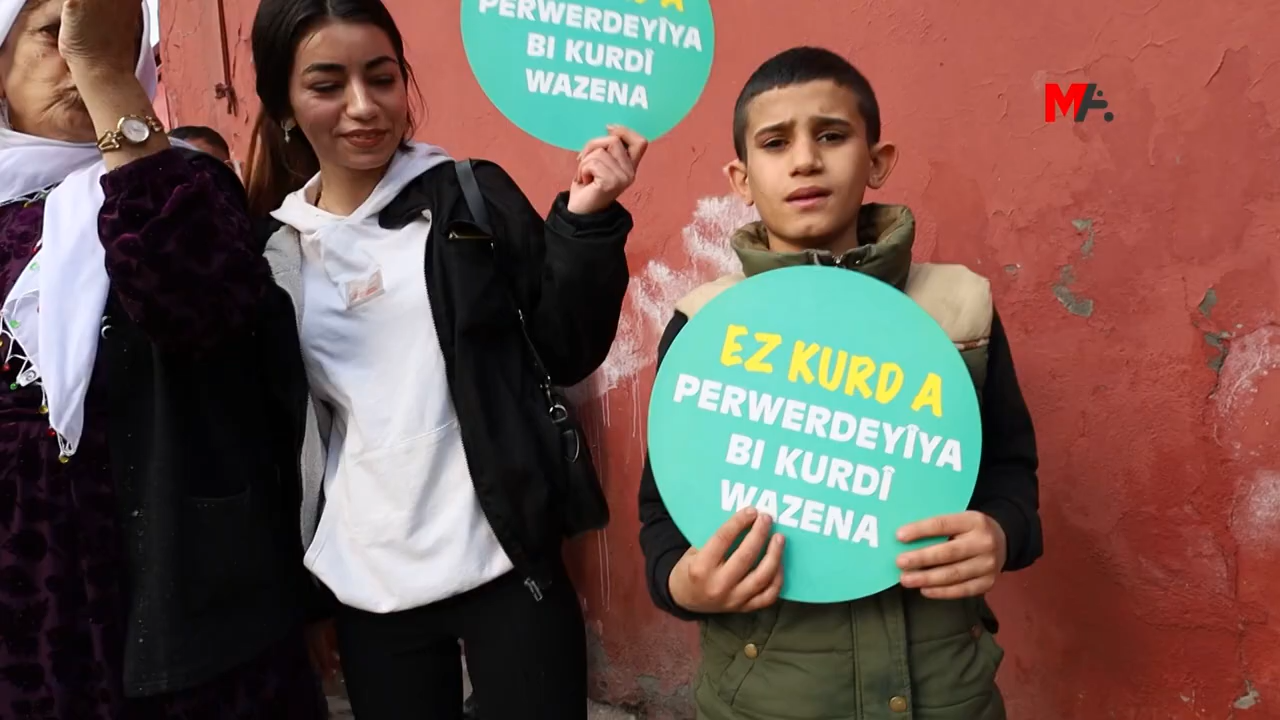 PERWERDEYÎYA
BI KURDÎ
WAZENA
EZ KURD A
PERWERDEYÎYA
BI KURDÎ
WAZENA
MA